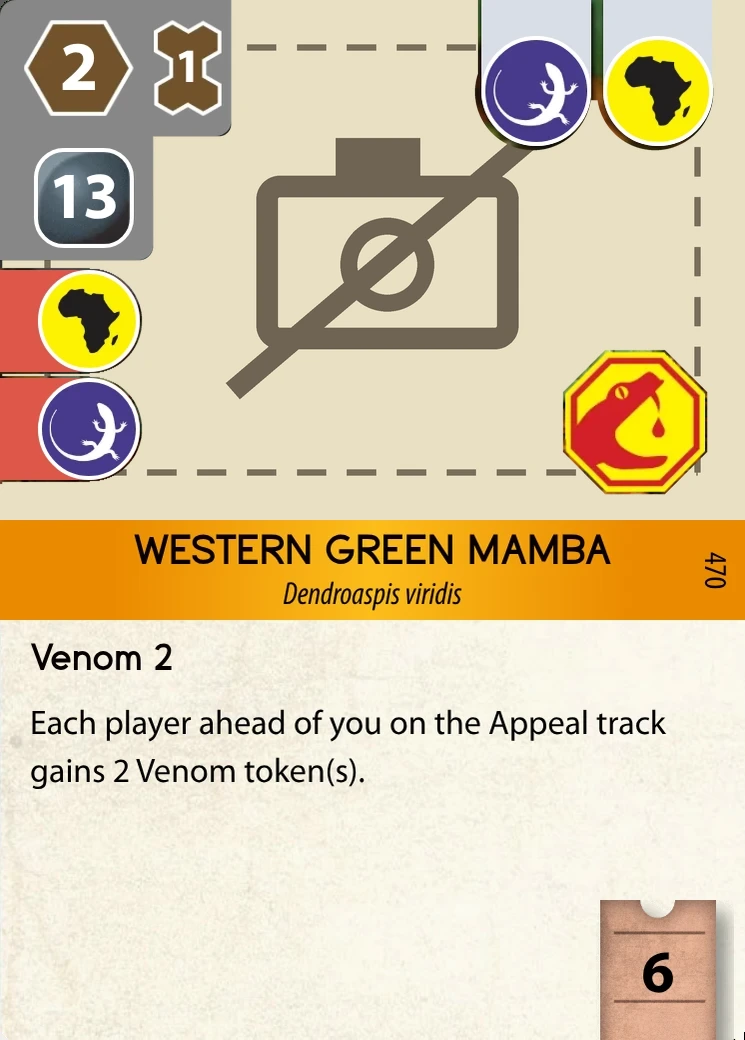 2
1
13
WESTERN GREEN MAMBA
Dendroaspis viridis
470
Venom 2
Each player ahead of you on the Appeal track
gains 2 Venom token(s).
6